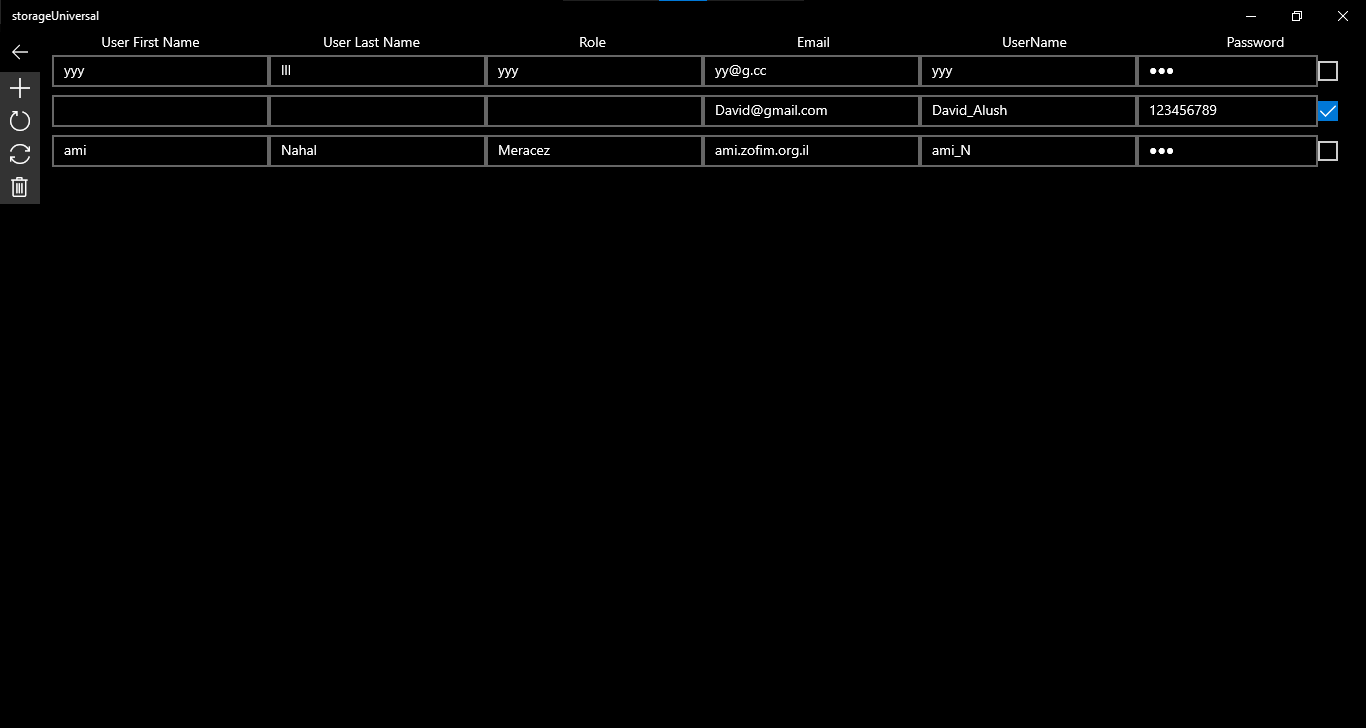 storageUniversal
User First Name User Last Name Role Email UserName Password
yyy lll yyy yy@g.cc yyy •••
David@gmail.com David_Alush 123456789
ami Nahal Meracez ami.zofim.org.il ami_N •••